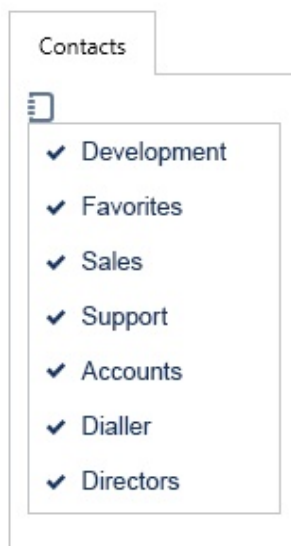 Contacts
Development
Favorites
Sales
Support
Accounts
Dialler
Directors